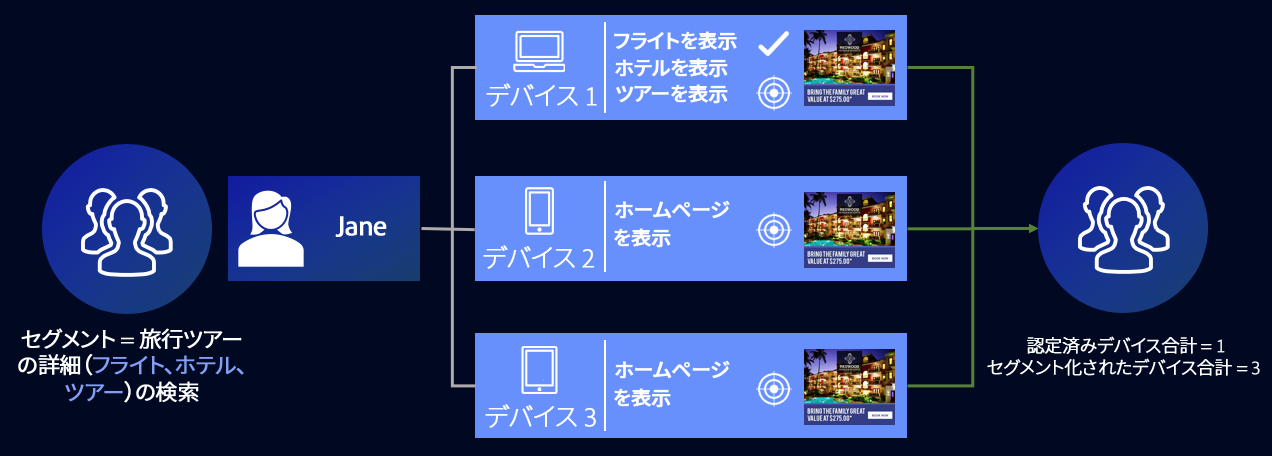 セグメント = 旅行ツアー
の詳細（フライト、ホテル、
ツアー）の検索
Jane
デバイス 1
フライトを表示
ホテルを表示
ツアーを表示
REDWOOD
BRING THE FAMILY GREAT
VALUE AT $275.00*
BOOK NOW
デバイス 2
ホームページ
を表示
REDWOOD
BRING THE FAMILY GREAT
VALUE AT $275.00*
BOOK NOW
デバイス 3
ホームページ
を表示
REDWOOD
BRING THE FAMILY GREAT
VALUE AT $275.00*
BOOK NOW
認定済みデバイス合計 = 1
セグメント化されたデバイス合計 = 3